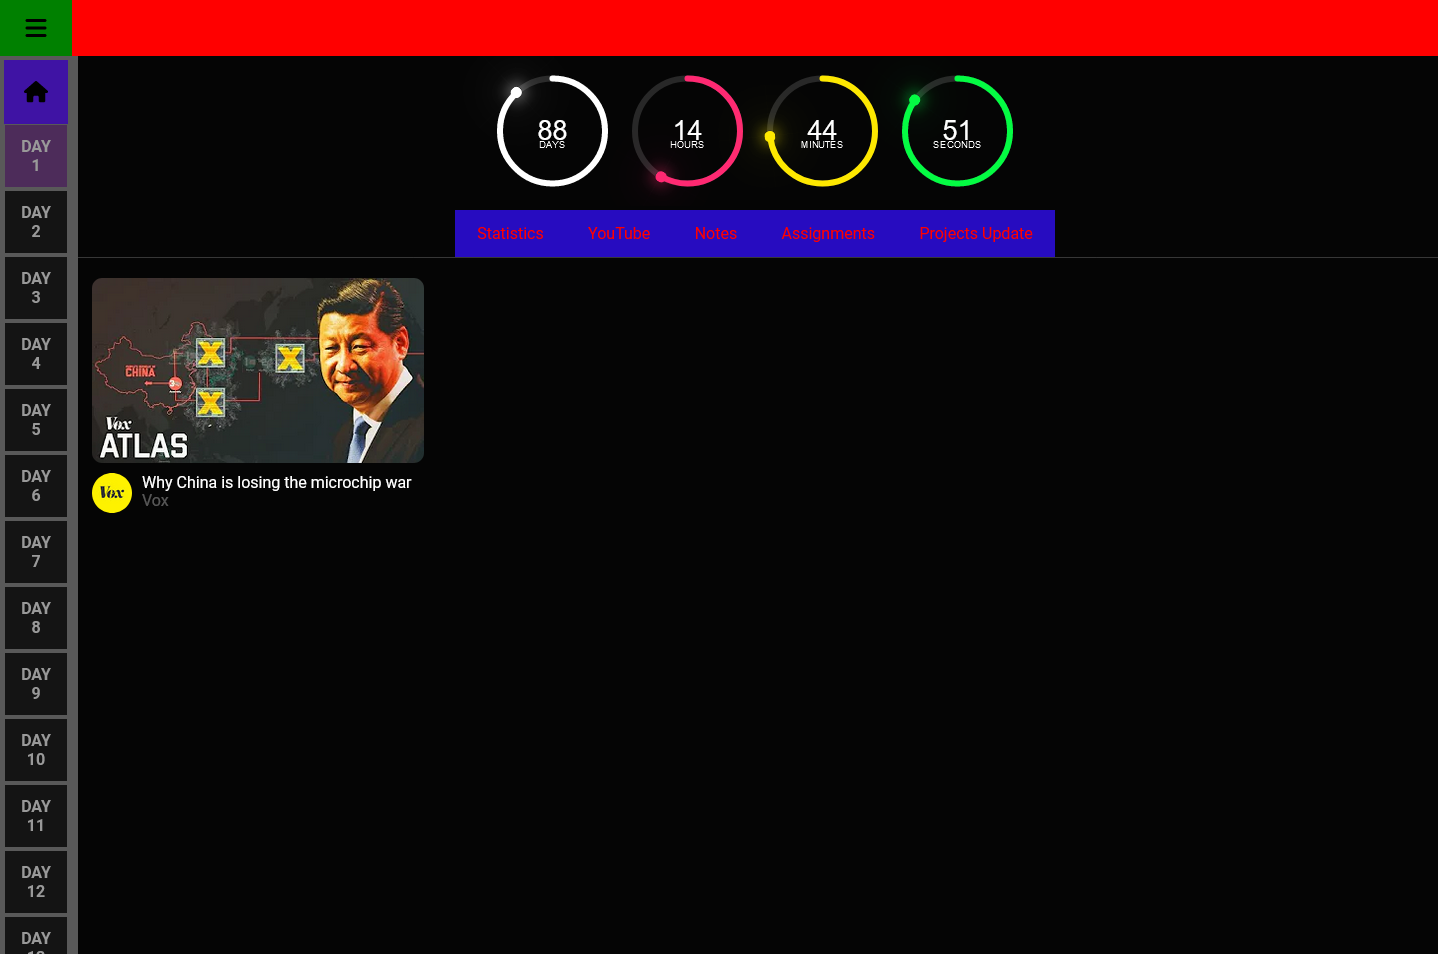 88
DAYS
14
HOURS
44
MINUTES
51
SECONDS
Statistics YouTube Notes Assignments Projects Update
DAY
1
DAY
2
DAY
3
DAY
4
DAY
5
DAY
6
DAY
7
DAY
8
DAY
9
DAY
10
DAY
11
DAY
12
DAY
CHINA
Vox
ATLAS
Vox
Why China is losing the microchip war
Vox